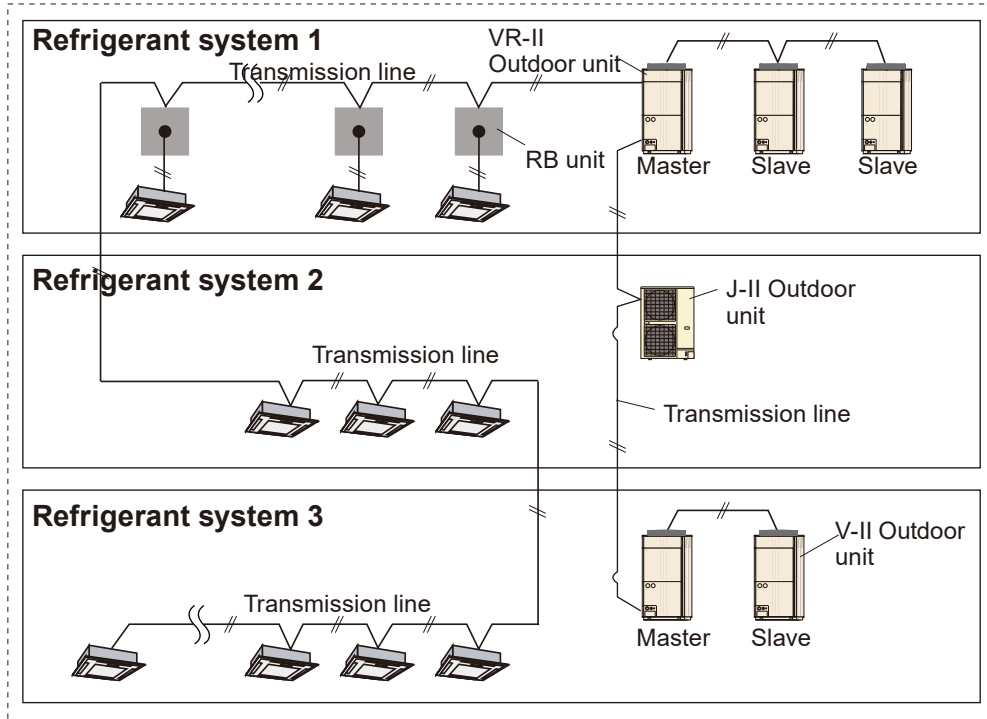 Refrigerant system 1
VR-II
Outdoor unit
Transmission line
RB unit
Master
Slave
Slave
Refrigerant system 2
J-II Outdoor
unit
Transmission line
Transmission line
Refrigerant system 3
V-II Outdoor
unit
Transmission line
Master
Slave